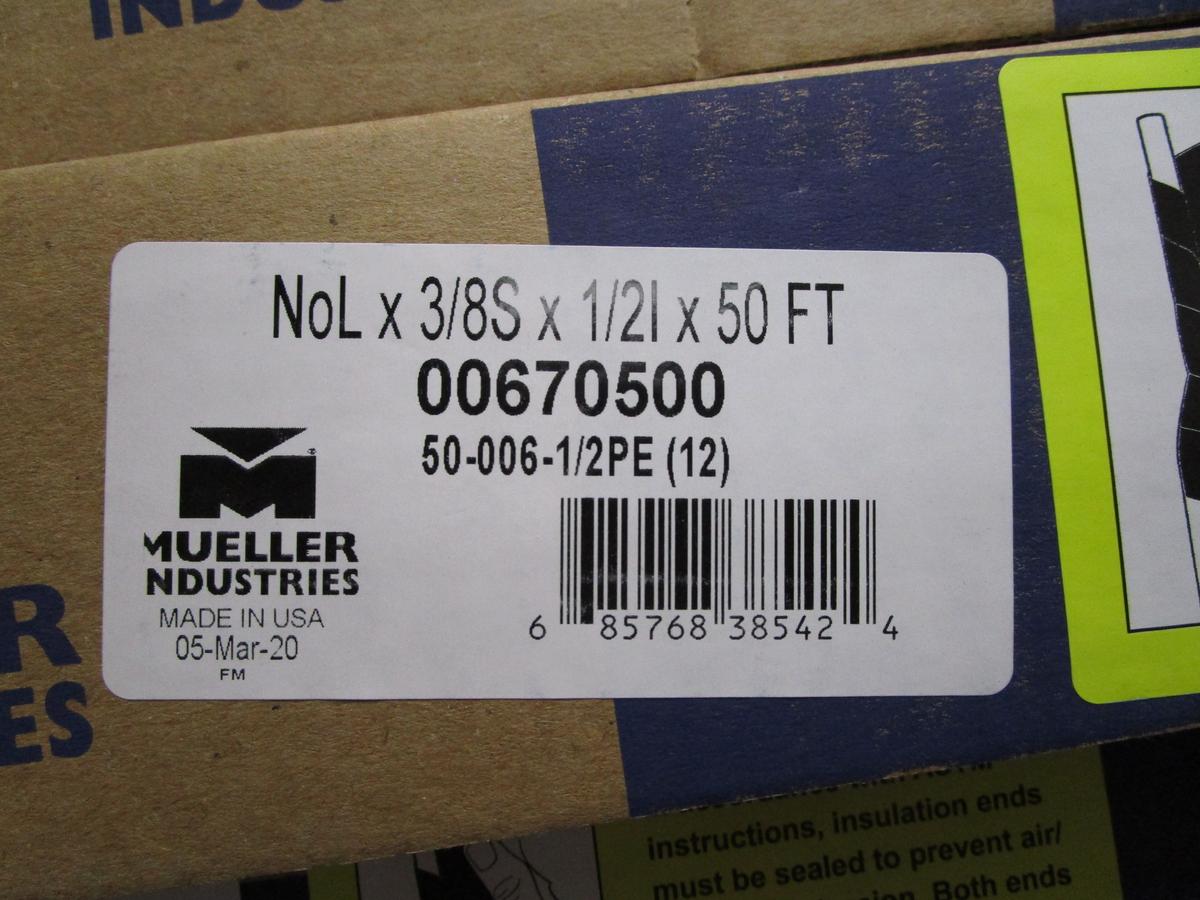 NoL x 3/8S x 1/2I x 50 FT
00670500
50-006-1/2PE (12)
MUELLER
NDUSTRIES
MADE IN USA
05-Mar-20
FM
6 85768 38542 4
R
ES
instructions, insulation ends
must be sealed to prevent air/
Both ends